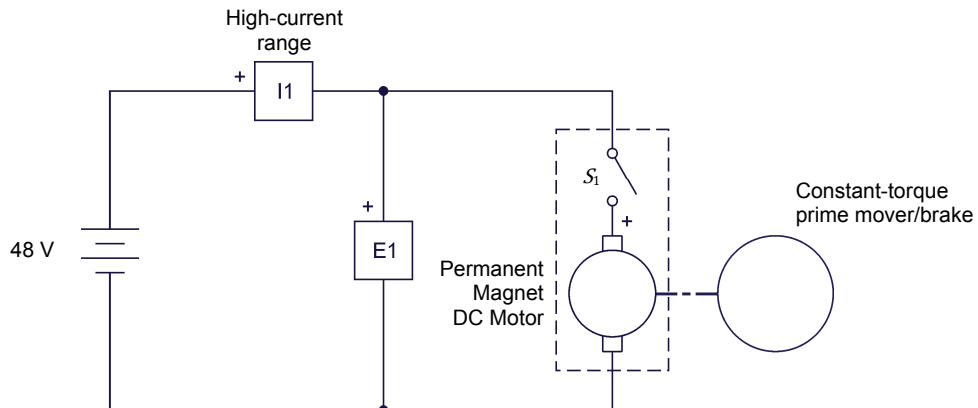 High-current
range
+
I1
+
E1
48 V
S1
+
Permanent
Magnet
DC Motor
Constant-torque
prime mover/brake